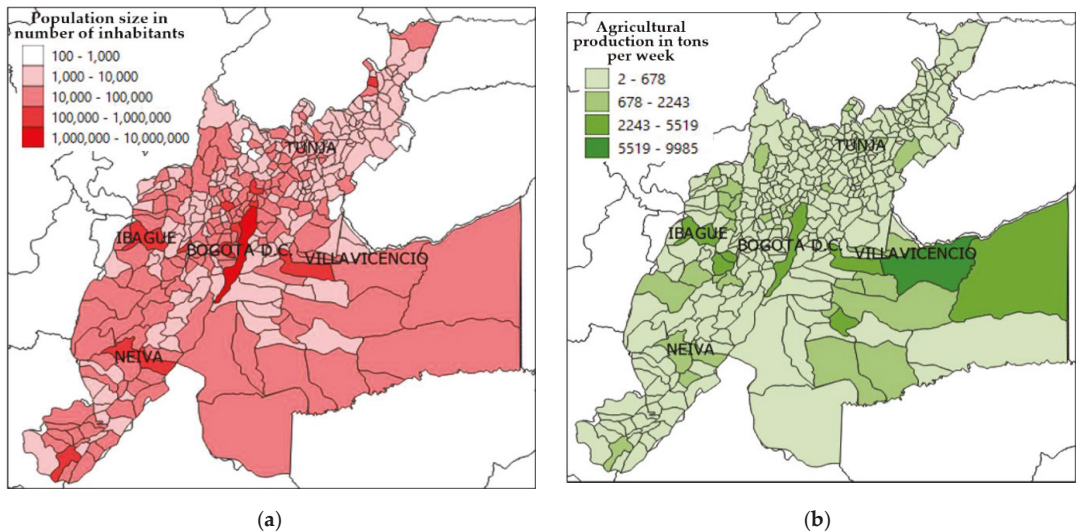 Population size in
number of inhabitants
100 - 1,000
1,000 - 10,000
10,000 - 100,000
100,000 - 1,000,000
1,000,000 - 10,000,000
TUNJA
IBAGUE
BOGOTA D.C.
VILLAVICENCIO
NEIVA
(a)
Agricultural
production in tons
per week
2 - 678
678 - 2243
2243 - 5519
5519 - 9985
TUNJA
IBAGUE
BOGOTA D.C.
VILLAVICENCIO
NEIVA
(b)